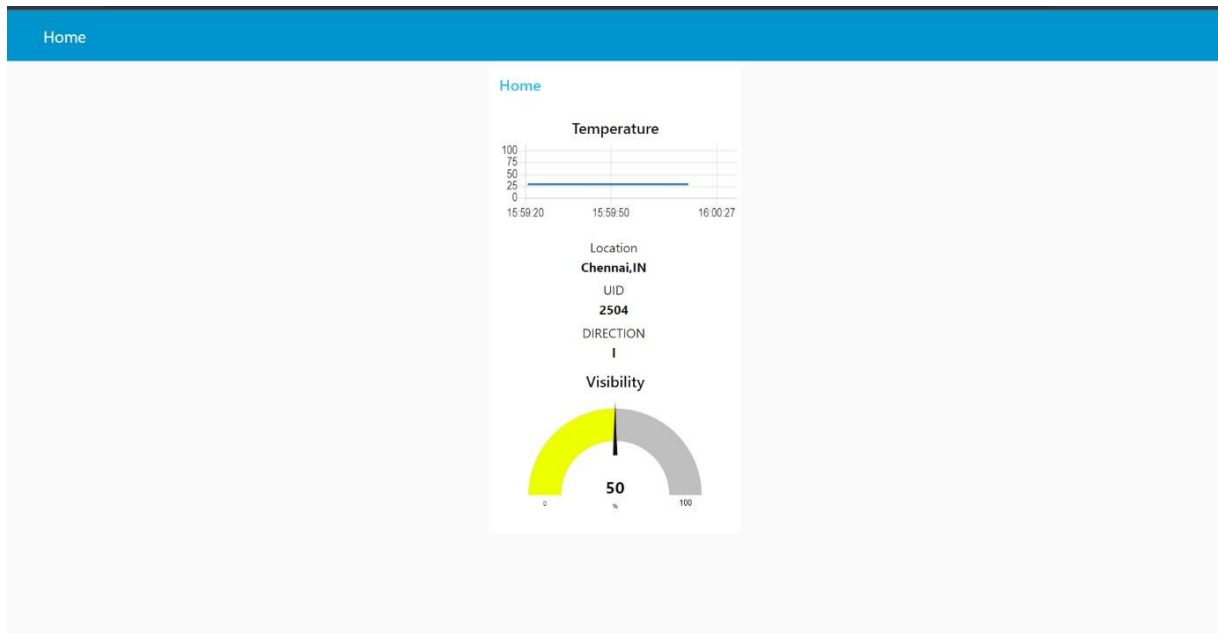 Home
Home
Temperature
100
75
50
25
0
15:59:20 15:59:50 16:00:27
Location
Chennai,IN
UID
2504
DIRECTION
l
Visibility
50
0 % 100